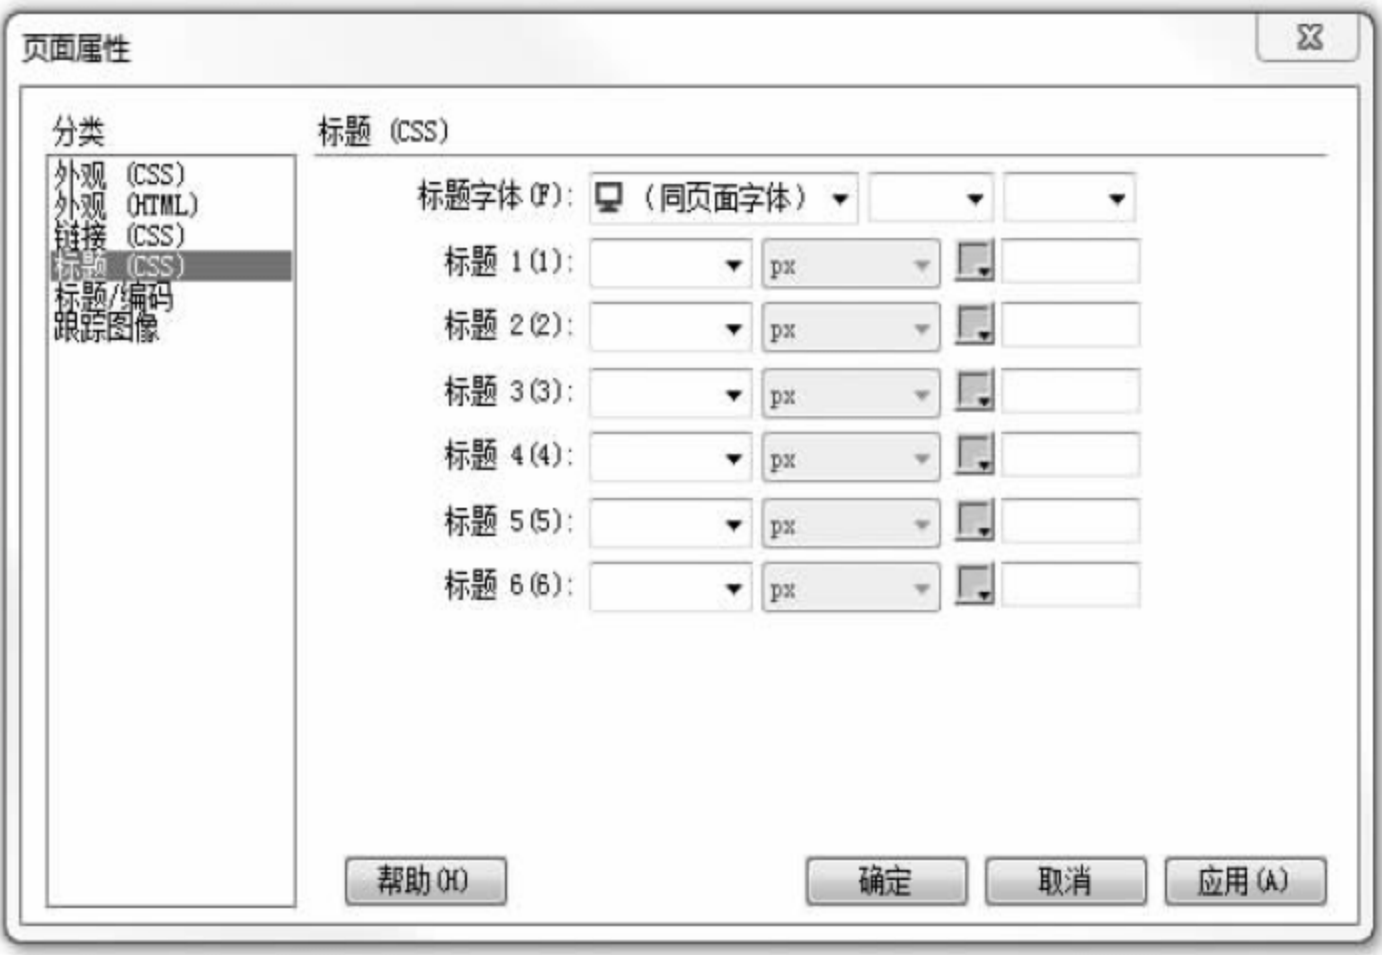 页面属性
分类
外观 (CSS)
外观 (HTML)
链接 (CSS)
标题 (CSS)
标题/编码
跟踪图像
标题 (CSS)
标题字体(F): (同页面字体)
标题 1(1): px
标题 2(2): px
标题 3(3): px
标题 4(4): px
标题 5(5): px
标题 6(6): px
帮助(H) 确定 取消 应用(A)